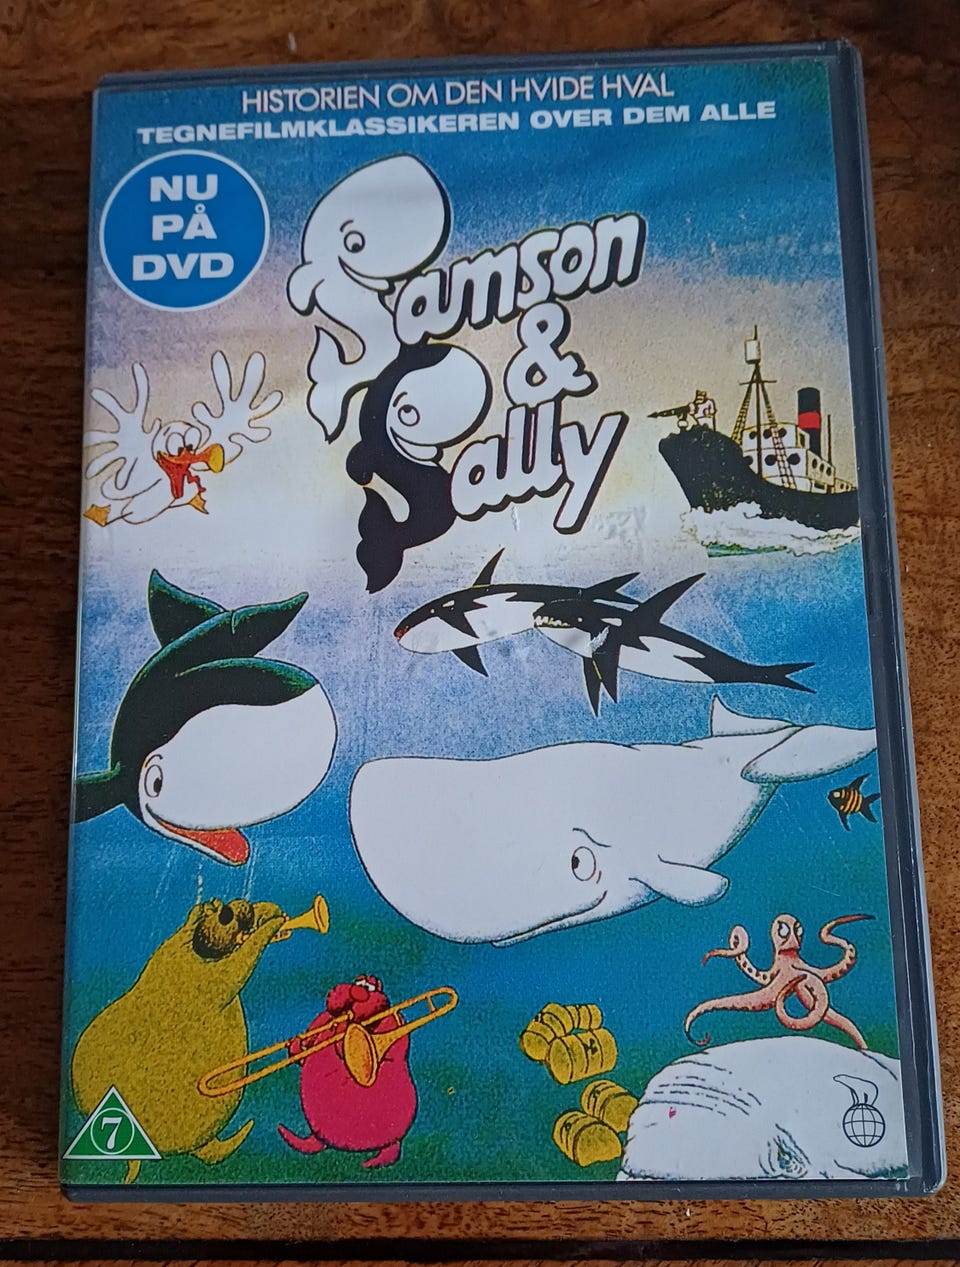 HISTORIEN OM DEN HVIDE HVAL
TEGNEFILMKLASSIKEREN OVER DEM ALLE
NU
PÅ
DVD
Samson
&
Sally
7